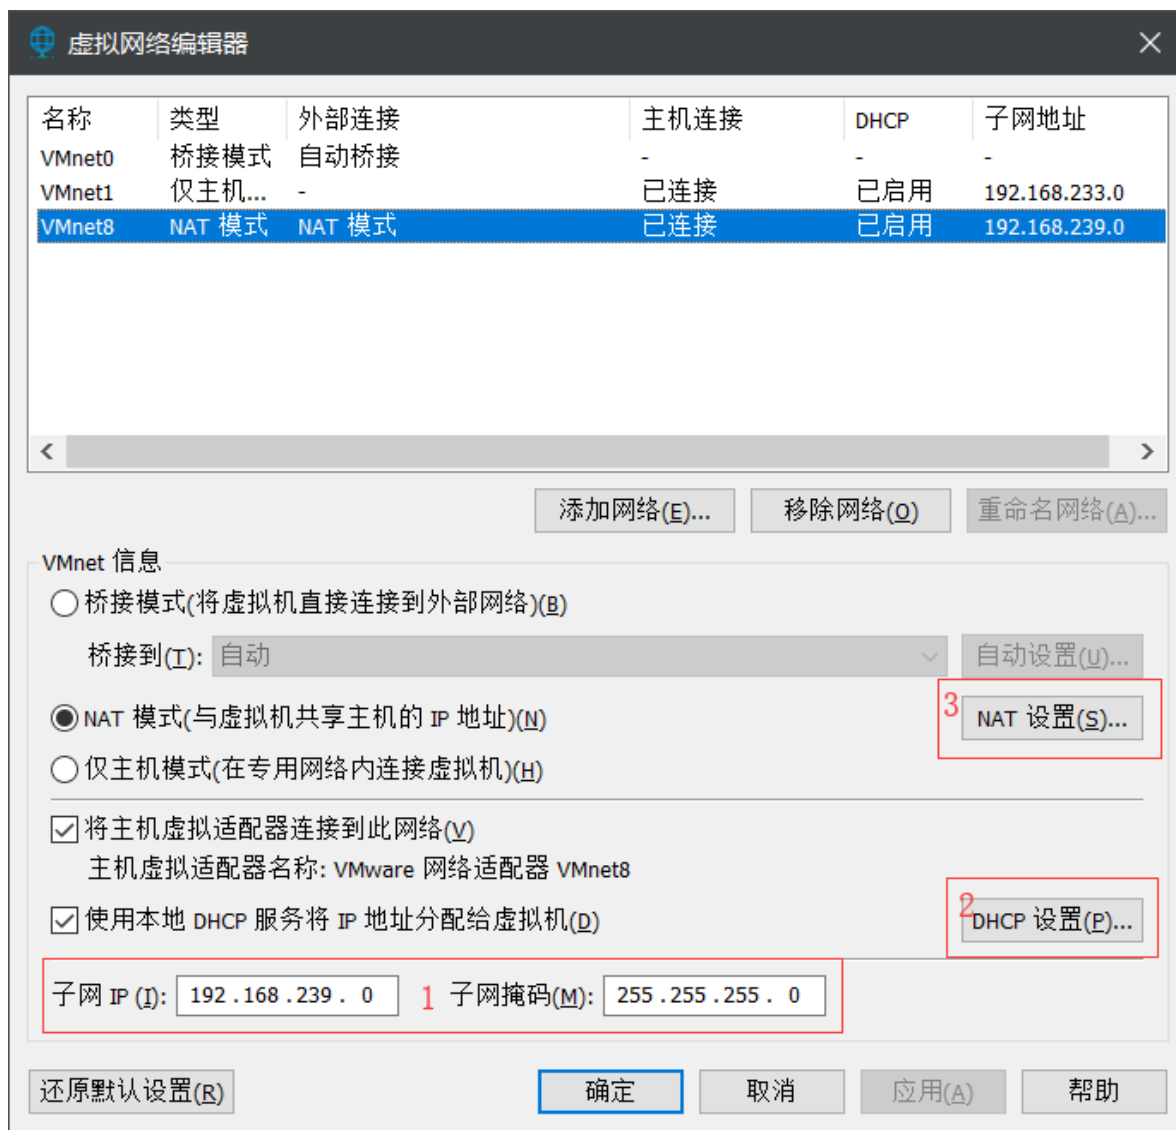 虚拟网络编辑器
名称 类型 外部连接 主机连接 DHCP 子网地址
VMnet0 桥接模式 自动桥接 - - -
VMnet1 仅主机... - 已连接 已启用 192.168.233.0
VMnet8 NAT 模式 NAT 模式 已连接 已启用 192.168.239.0
添加网络(E)... 移除网络(O) 重命名网络(A)...
VMnet 信息
桥接模式(将虚拟机直接连接到外部网络)(B)
桥接到(T): 自动 自动设置(U)...
NAT 模式(与虚拟机共享主机的 IP 地址)(N) 3 NAT 设置(S)...
仅主机模式(在专用网络内连接虚拟机)(H)
将主机虚拟适配器连接到此网络(V)
主机虚拟适配器名称: VMware 网络适配器 VMnet8
使用本地 DHCP 服务将 IP 地址分配给虚拟机(D) 2 DHCP 设置(P)...
子网 IP (I): 192 . 168 . 239 . 0 1 子网掩码(M): 255 . 255 . 255 . 0
还原默认设置(R) 确定 取消 应用(A) 帮助